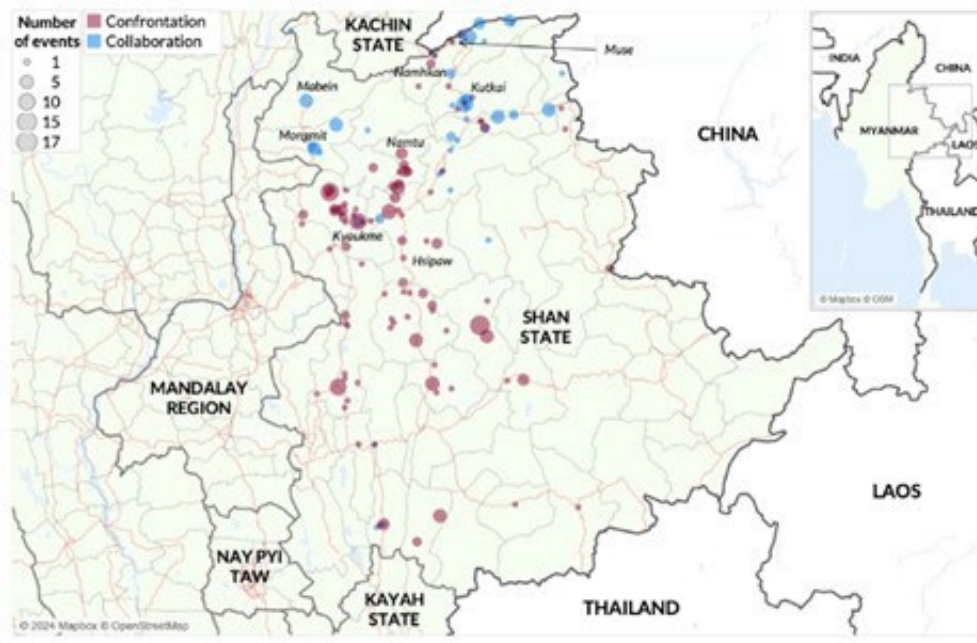 Number
of events
1
5
10
15
17
Confrontation
Collaboration
KACHIN
STATE
Muse
Namhkan
Mabein
Kutkai
Mongmit
Namtu
Kyaukme
Hsipaw
CHINA
SHAN
STATE
MANDALAY
REGION
LAOS
NAY PYI
TAW
KAYAH
STATE
THAILAND
© 2024 Mapbox © OpenStreetMap
INDIA
CHINA
MYANMAR
LAOS
THAILAND
© Mapbox © OSM